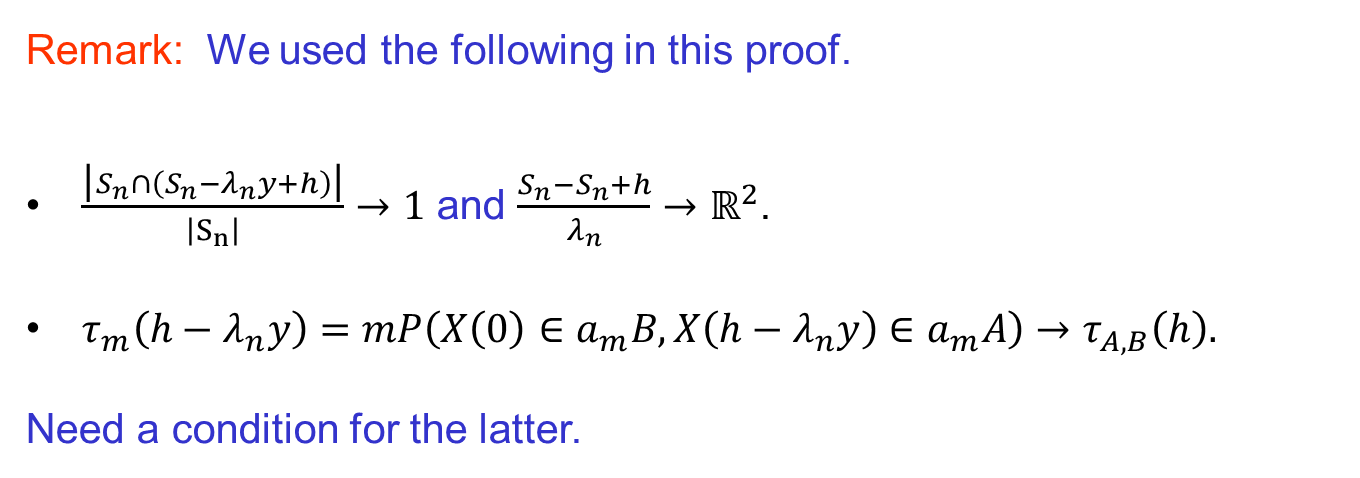 Remark: We used the following in this proof.
• |Sₙ∩(Sₙ−λₙy+h)| / |Sₙ| → 1 and (Sₙ−Sₙ+h) / λₙ → ℝ².
• τₘ(h − λₙy) = mP(X(0) ∈ aₘB, X(h − λₙy) ∈ aₘA) → τ_{A,B}(h).
Need a condition for the latter.